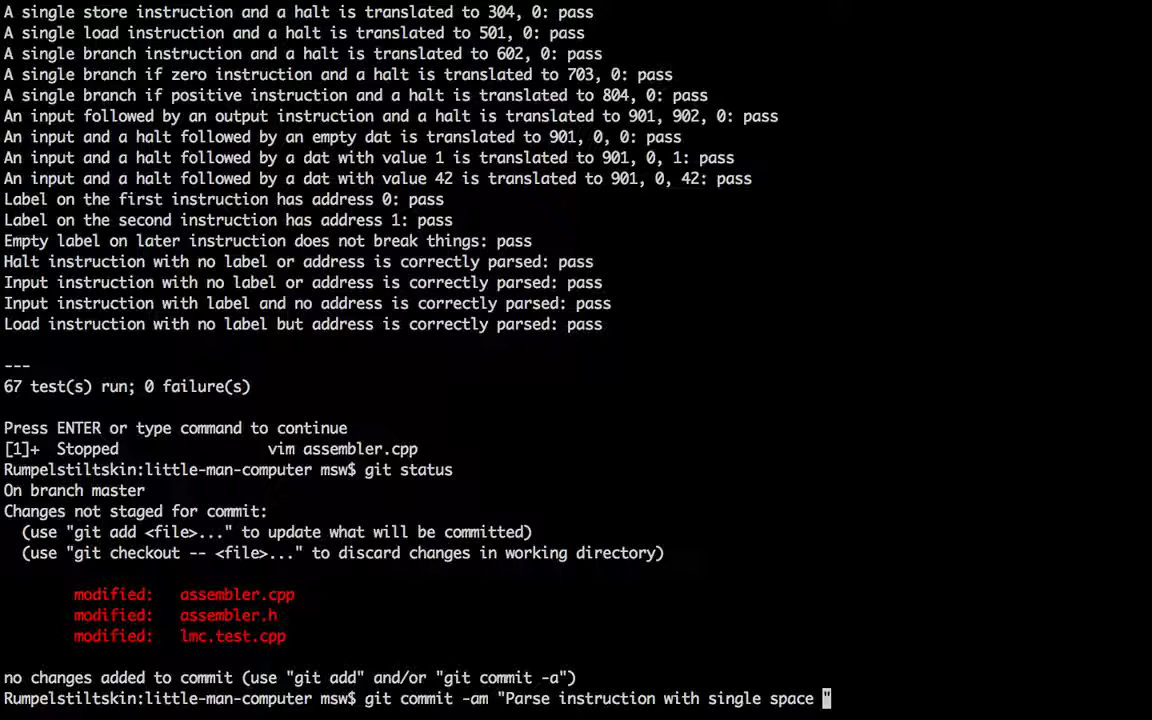 A single store instruction and a halt is translated to 304, 0: pass
A single load instruction and a halt is translated to 501, 0: pass
A single branch instruction and a halt is translated to 602, 0: pass
A single branch if zero instruction and a halt is translated to 703, 0: pass
A single branch if positive instruction and a halt is translated to 804, 0: pass
An input followed by an output instruction and a halt is translated to 901, 902, 0: pass
An input and a halt followed by an empty dat is translated to 901, 0, 0: pass
An input and a halt followed by a dat with value 1 is translated to 901, 0, 1: pass
An input and a halt followed by a dat with value 42 is translated to 901, 0, 42: pass
Label on the first instruction has address 0: pass
Label on the second instruction has address 1: pass
Empty label on later instruction does not break things: pass
Halt instruction with no label or address is correctly parsed: pass
Input instruction with no label or address is correctly parsed: pass
Input instruction with label and no address is correctly parsed: pass
Load instruction with no label but address is correctly parsed: pass
---
67 test(s) run; 0 failure(s)
Press ENTER or type command to continue
[1]+  Stopped                 vim assembler.cpp
Rumpelstiltskin:little-man-computer msw$ git status
On branch master
Changes not staged for commit:
  (use "git add <file>..." to update what will be committed)
  (use "git checkout -- <file>..." to discard changes in working directory)
        modified:   assembler.cpp
        modified:   assembler.h
        modified:   lmc.test.cpp
no changes added to commit (use "git add" and/or "git commit -a")
Rumpelstiltskin:little-man-computer msw$ git commit -am "Parse instruction with single space "